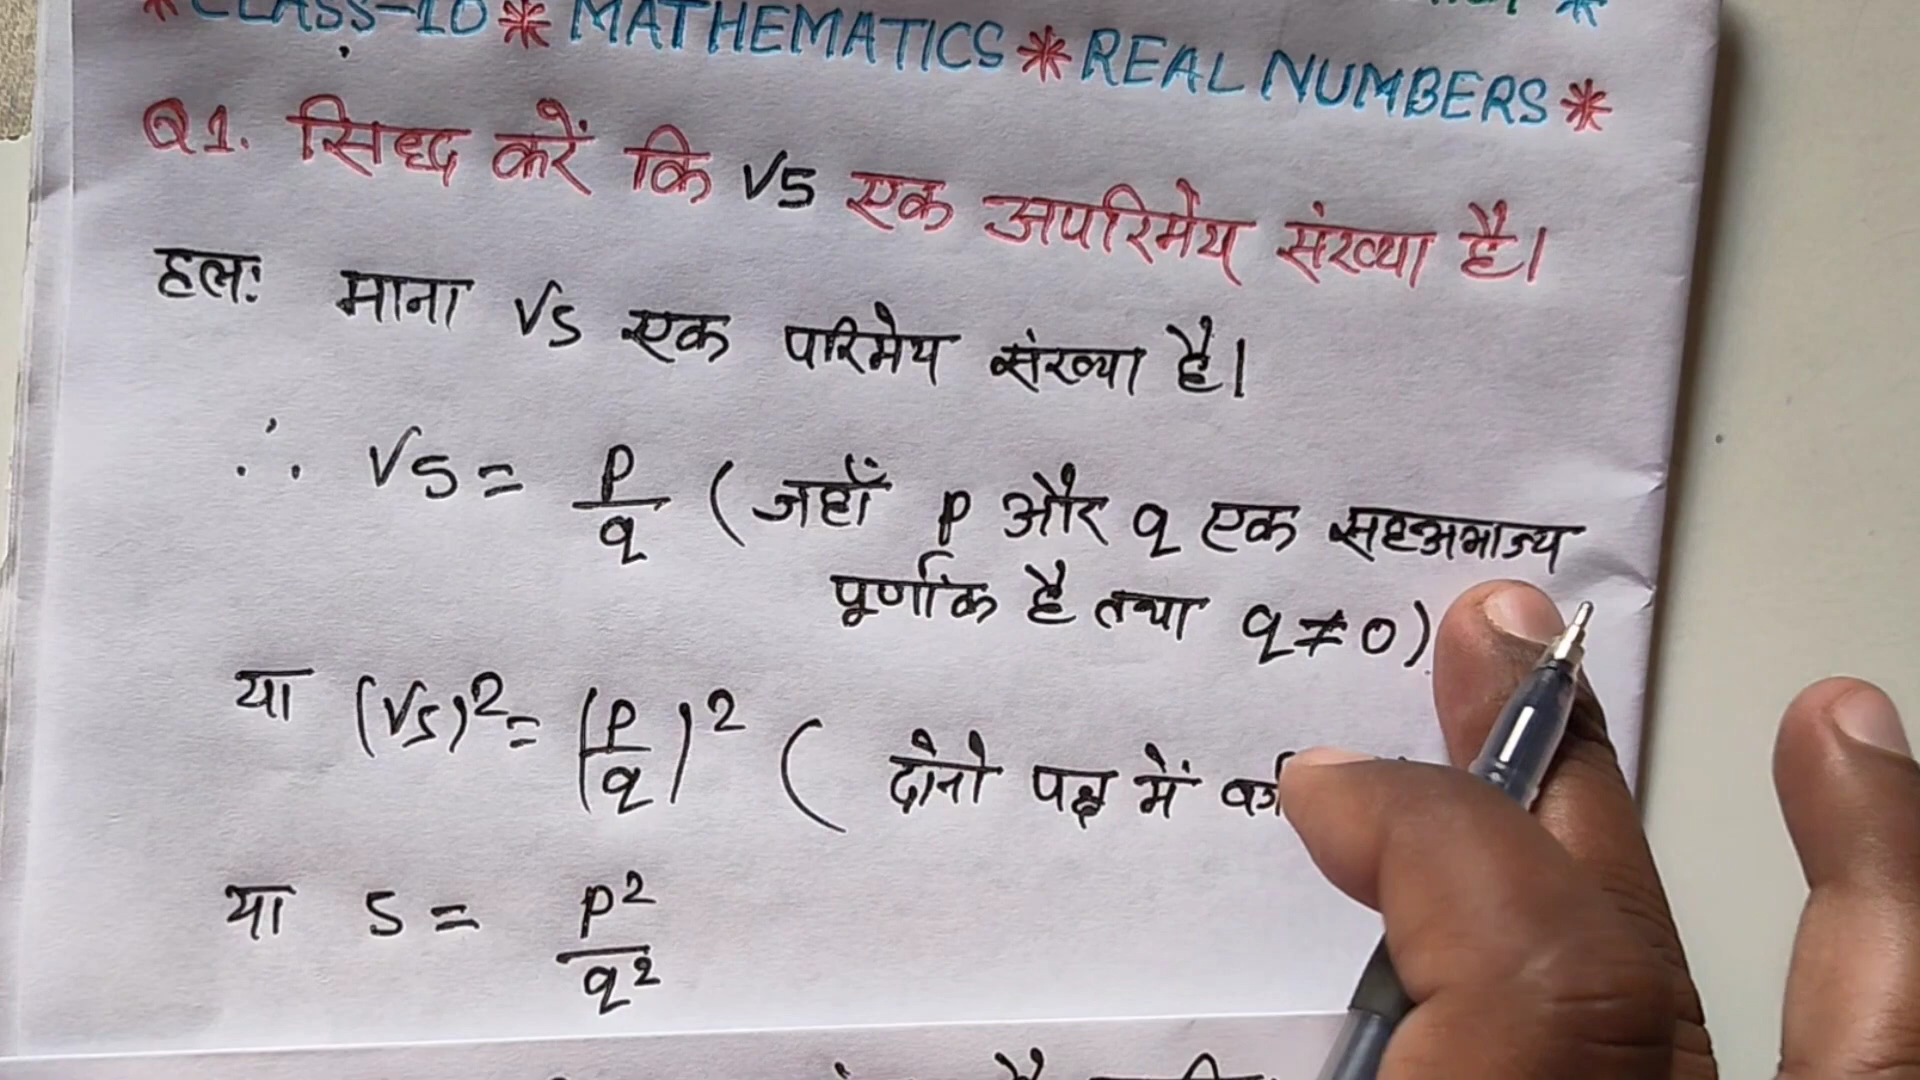 * CLASS-10 * MATHEMATICS * REAL NUMBERS *
Q1. सिध्द करें कि √5 एक अपरिमेय संख्या है।
हलः माना √5 एक परिमेय संख्या है।
∴ √5 = p/q (जहाँ p और q एक सहअभाज्य
पूर्णांक है तथा q ≠ 0)
या (√5)² = (p/q)² ( दोनो पक्ष में वर्ग
या 5 = p²/q²